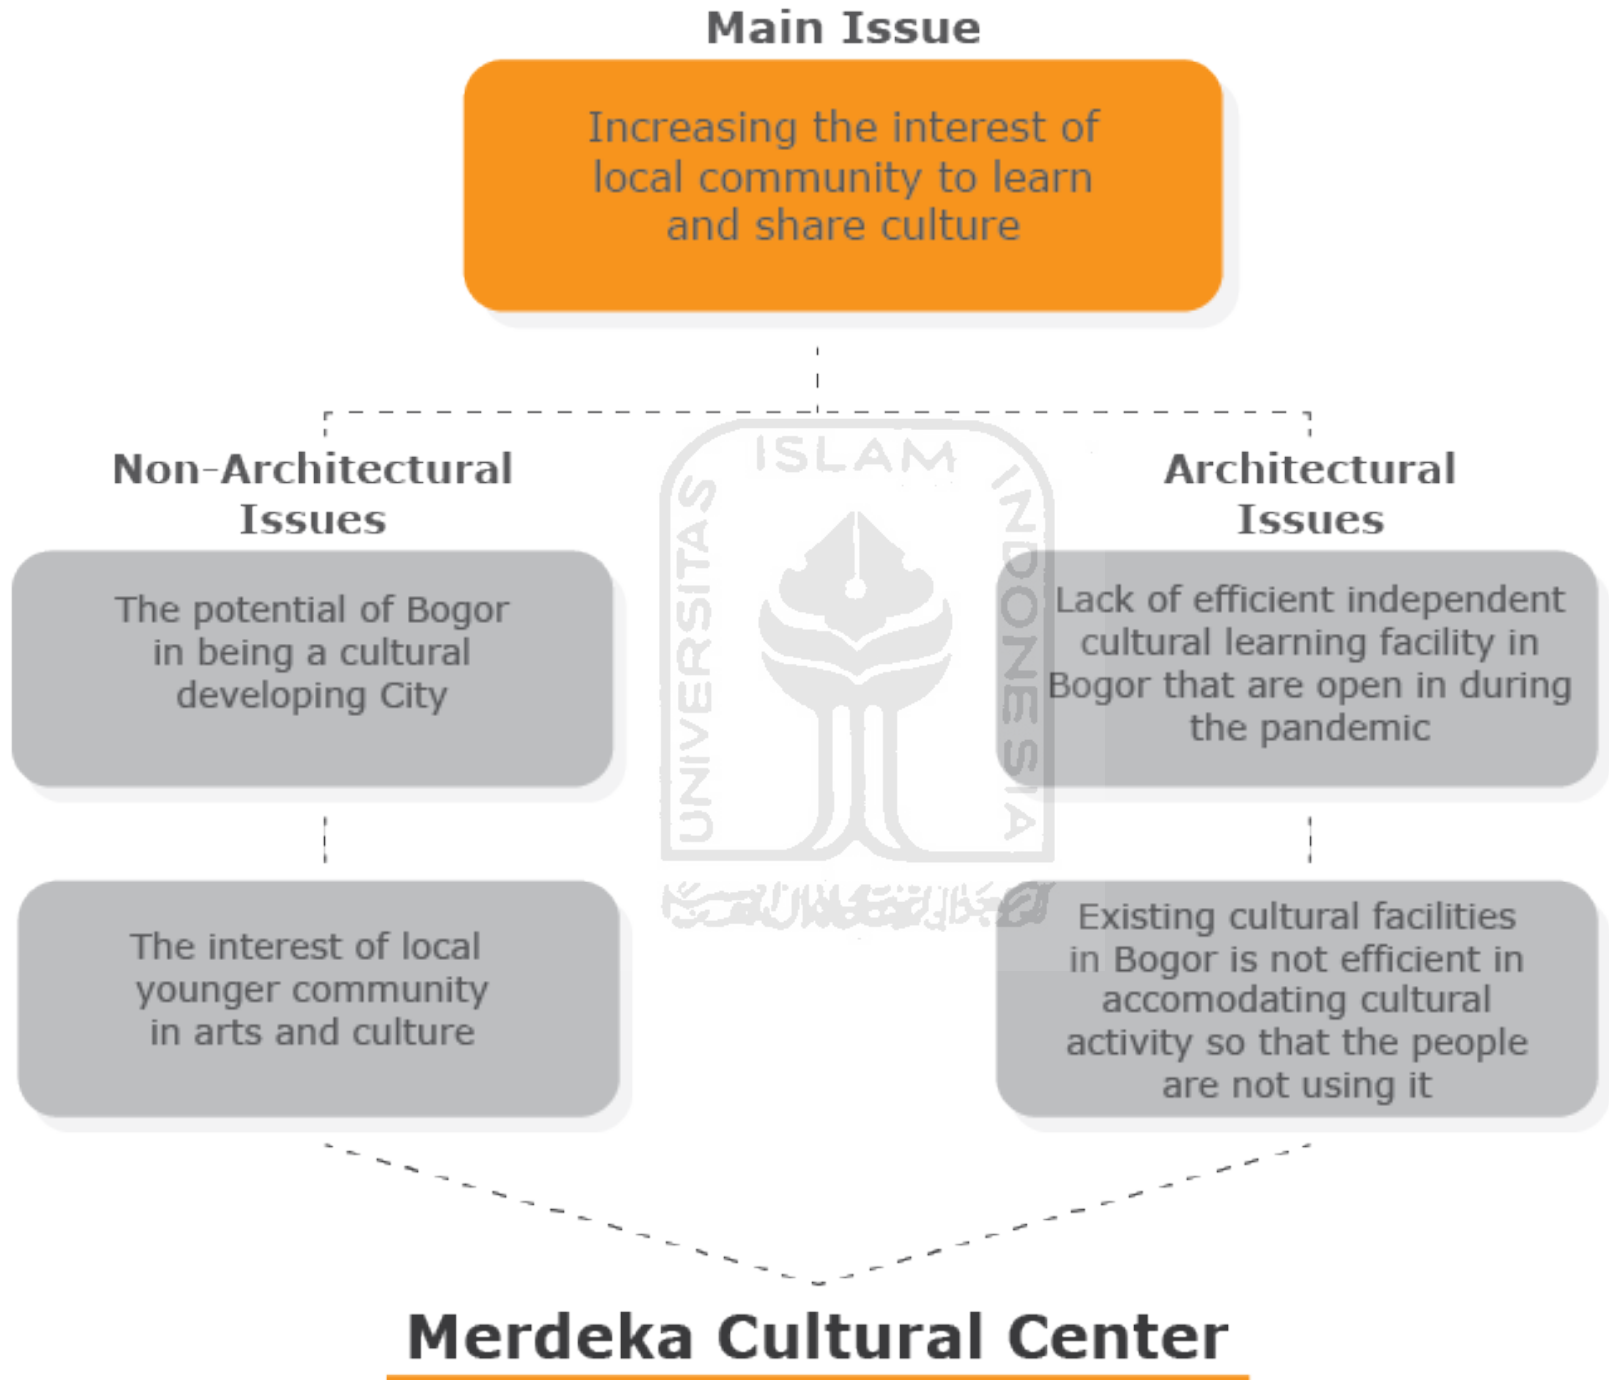 Main Issue
Increasing the interest of
local community to learn
and share culture
Non-Architectural
Issues
The potential of Bogor
in being a cultural
developing City
The interest of local
younger community
in arts and culture
Architectural
Issues
Lack of efficient independent
cultural learning facility in
Bogor that are open in during
the pandemic
Existing cultural facilities
in Bogor is not efficient in
accomodating cultural
activity so that the people
are not using it
UNIVERSITAS
ISLAM
INDONESIA
Merdeka Cultural Center